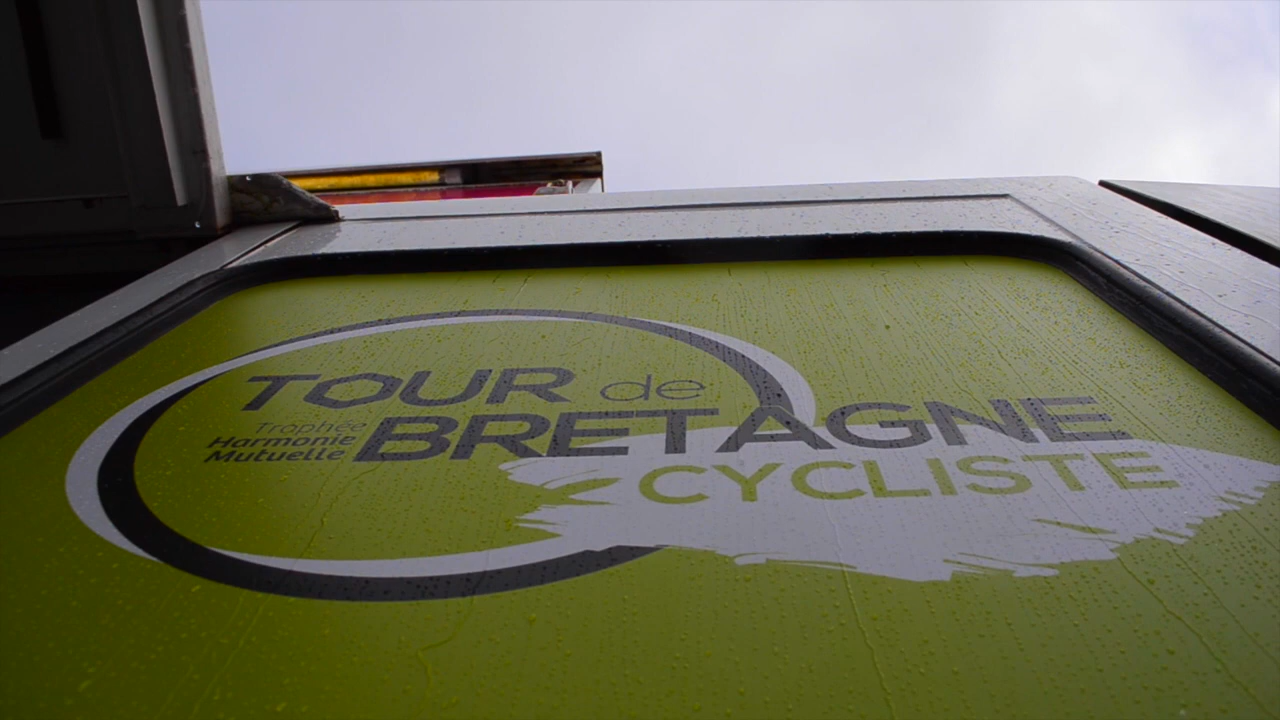 TOUR de
BRETAGNE
Trophée
Harmonie
Mutuelle
CYCLISTE